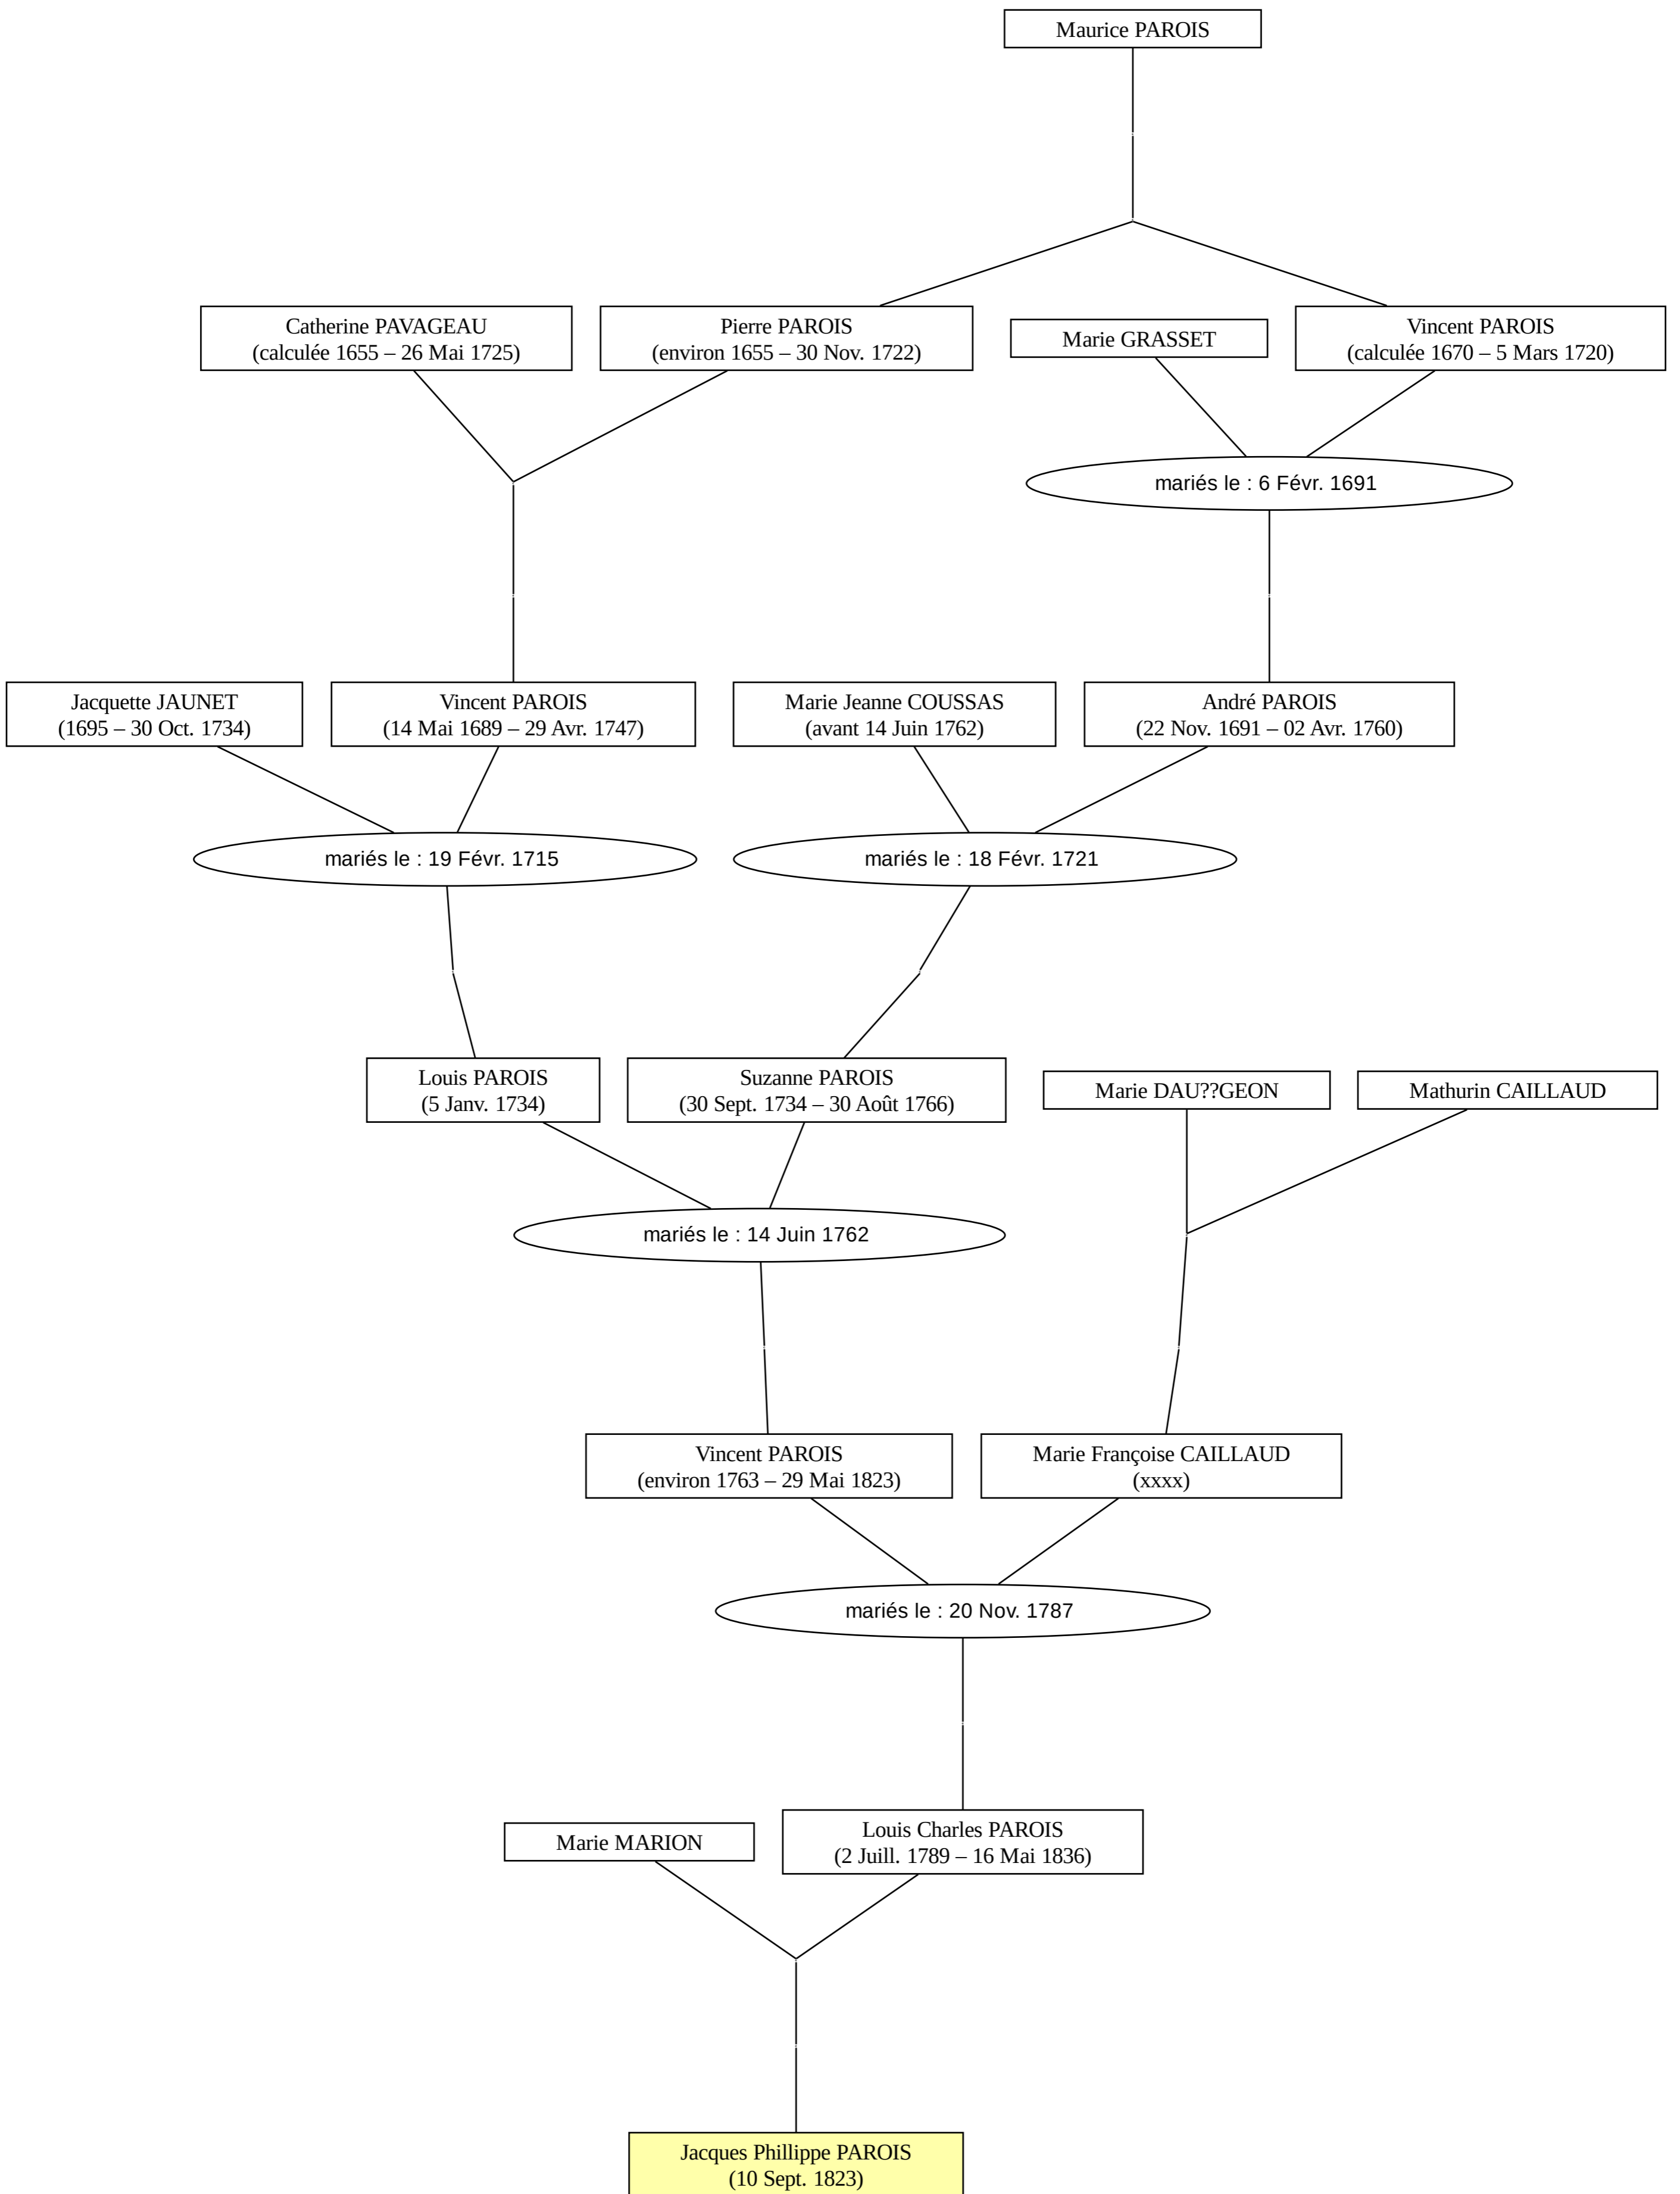 Maurice PAROIS
Catherine PAVAGEAU
(calculée 1655 – 26 Mai 1725)
Pierre PAROIS
(environ 1655 – 30 Nov. 1722)
Marie GRASSET
Vincent PAROIS
(calculée 1670 – 5 Mars 1720)
mariés le : 6 Févr. 1691
Jacquette JAUNET
(1695 – 30 Oct. 1734)
Vincent PAROIS
(14 Mai 1689 – 29 Avr. 1747)
Marie Jeanne COUSSAS
(avant 14 Juin 1762)
André PAROIS
(22 Nov. 1691 – 02 Avr. 1760)
mariés le : 19 Févr. 1715
mariés le : 18 Févr. 1721
Louis PAROIS
(5 Janv. 1734)
Suzanne PAROIS
(30 Sept. 1734 – 30 Août 1766)
Marie DAU??GEON
Mathurin CAILLAUD
mariés le : 14 Juin 1762
Vincent PAROIS
(environ 1763 – 29 Mai 1823)
Marie Françoise CAILLAUD
(xxxx)
mariés le : 20 Nov. 1787
Marie MARION
Louis Charles PAROIS
(2 Juill. 1789 – 16 Mai 1836)
Jacques Phillippe PAROIS
(10 Sept. 1823)